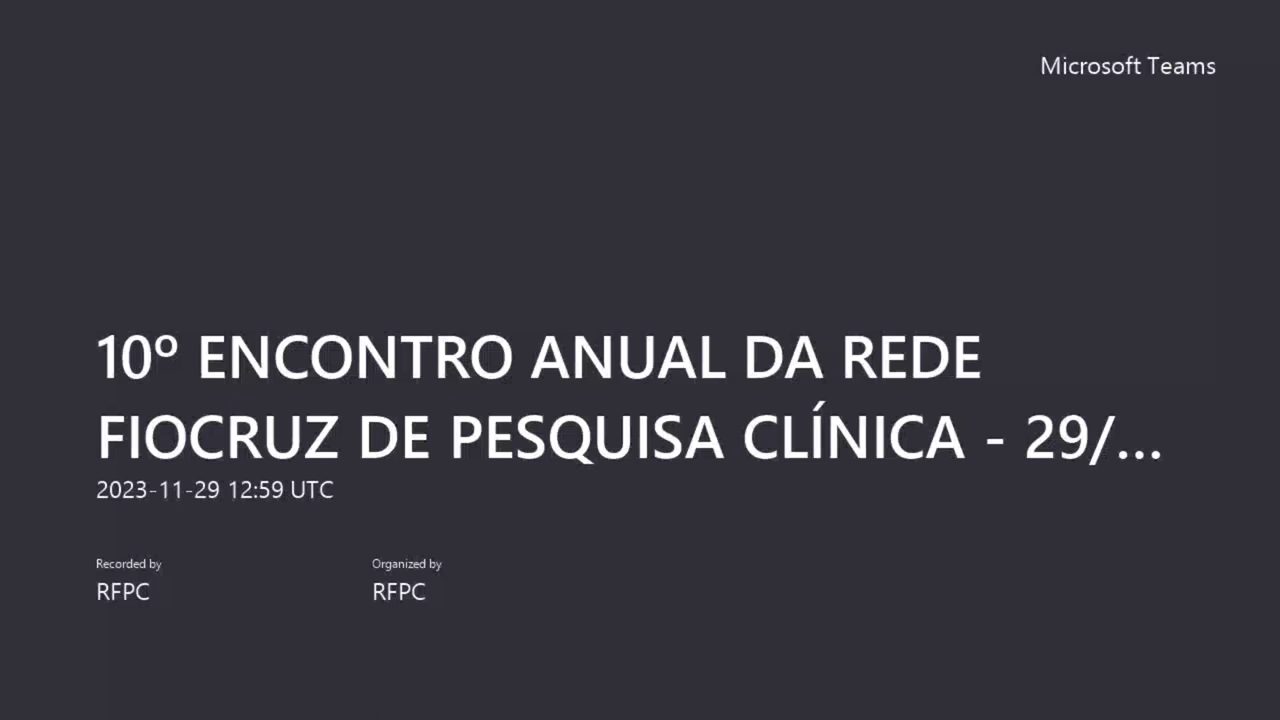 Microsoft Teams
10º ENCONTRO ANUAL DA REDE
FIOCRUZ DE PESQUISA CLÍNICA - 29/...
2023-11-29 12:59 UTC
Recorded by
RFPC
Organized by
RFPC